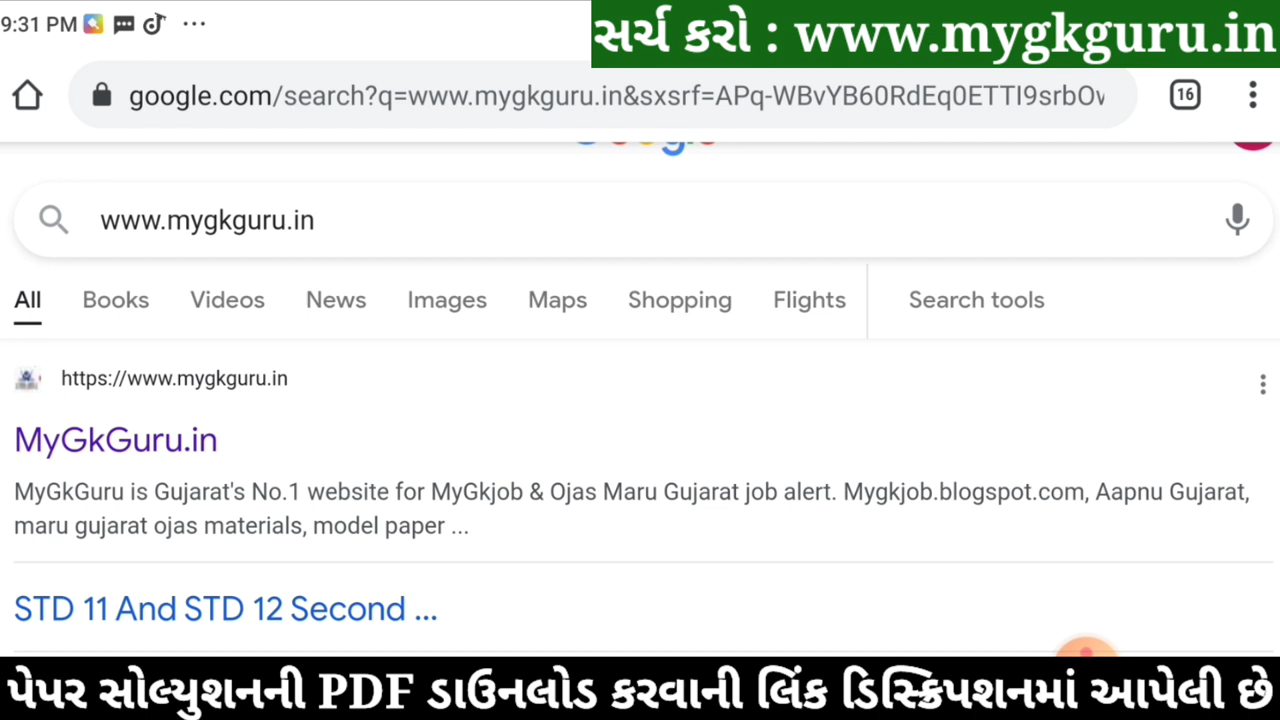 9:31 PM ...
સર્ચ કરો : www.mygkguru.in
google.com/search?q=www.mygkguru.in&sxsrf=APq-WBvYB60RdEq0ETTI9srbOv
16
www.mygkguru.in
All Books Videos News Images Maps Shopping Flights Search tools
https://www.mygkguru.in
MyGkGuru.in
MyGkGuru is Gujarat's No.1 website for MyGkjob & Ojas Maru Gujarat job alert. Mygkjob.blogspot.com, Aapnu Gujarat,
maru gujarat ojas materials, model paper ...
STD 11 And STD 12 Second ...
પેપર સોલ્યુશનની PDF ડાઉનલોડ કરવાની લિંક ડિસ્ક્રિપશનમાં આપેલી છે